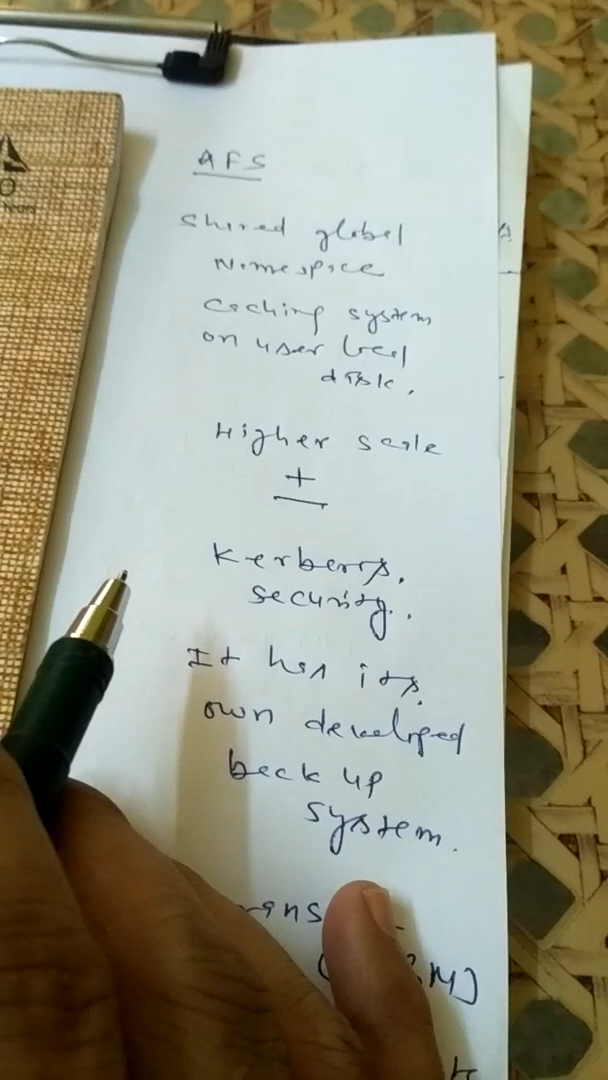 AFS
Shared global
Namespace
Caching system
on user local
disk.
Higher scale
+
Kerberos.
security.
It has its
own developed
back up
system.